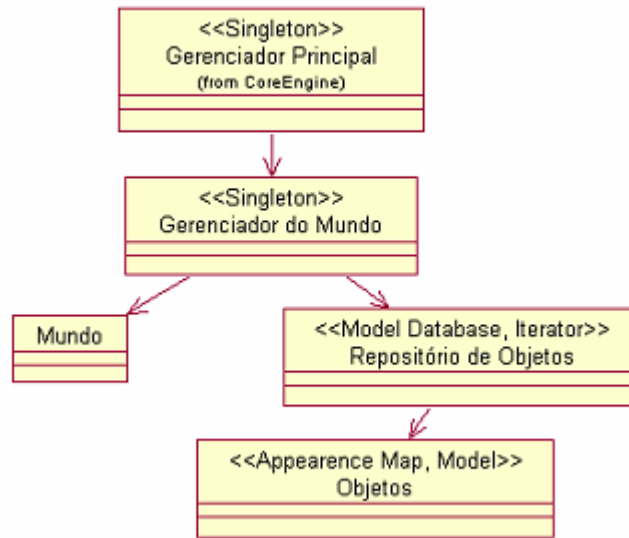 <<Singleton>>
Gerenciador Principal
(from CoreEngine)
<<Singleton>>
Gerenciador do Mundo
Mundo
<<Model Database, Iterator>>
Repositório de Objetos
<<Appearence Map, Model>>
Objetos